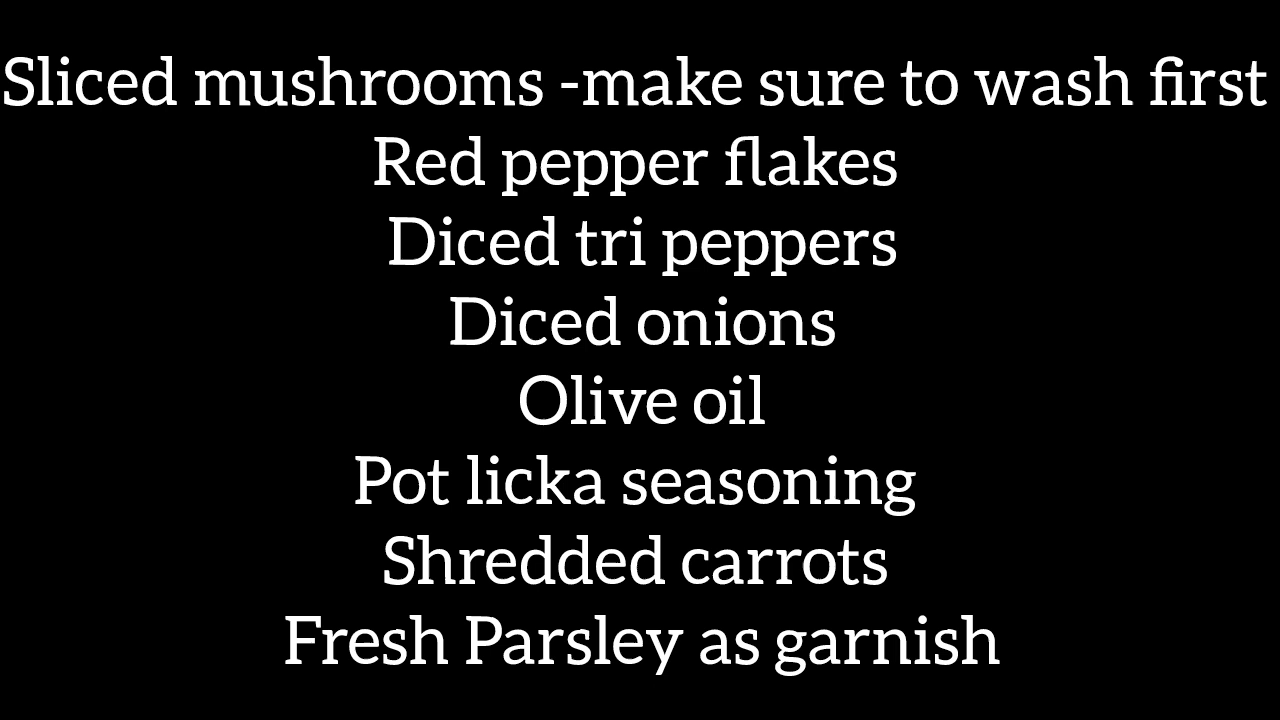 Sliced mushrooms -make sure to wash first
Red pepper flakes
Diced tri peppers
Diced onions
Olive oil
Pot licka seasoning
Shredded carrots
Fresh Parsley as garnish